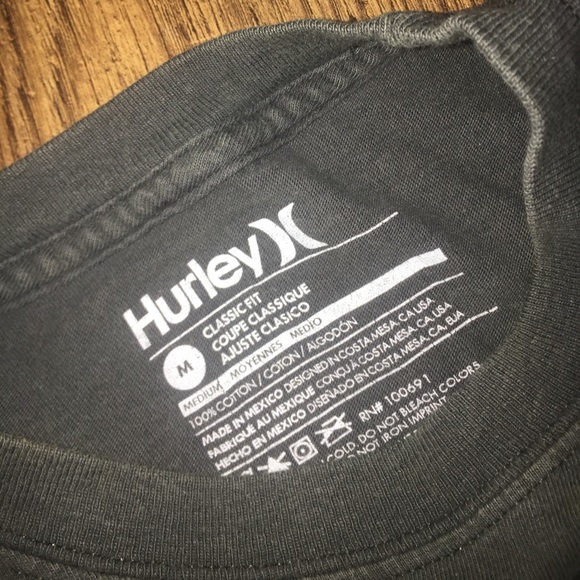 Hurley
CLASSIC FIT
COUPE CLASSIQUE
AJUSTE CLASICO
M
MEDIUM MOYENNES MEDIO
100% COTTON / COTON / ALGODÓN
MADE IN MEXICO DESIGNED IN COSTA MESA, CA, USA
FABRIQUÉ AU MEXIQUE CONÇU À COSTA MESA, CA, USA
HECHO EN MEXICO DISEÑADO EN COSTA MESA, CA, EUA
RN# 100691
COLD. DO NOT BLEACH COLORS
DO NOT IRON IMPRINT